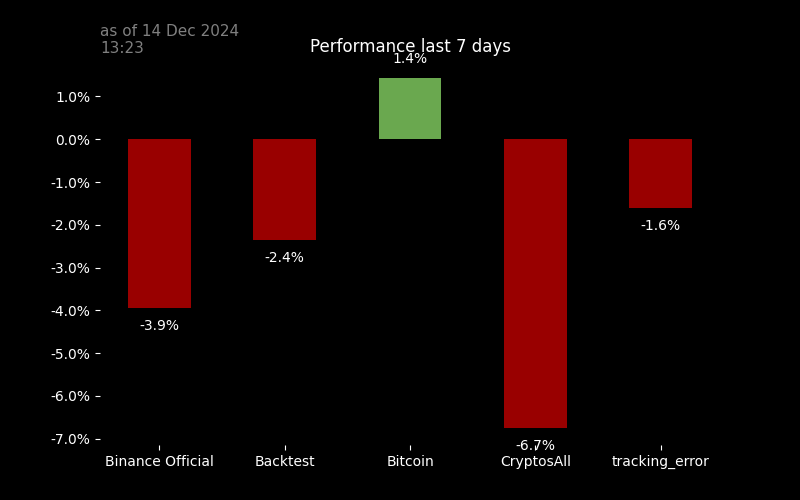 as of 14 Dec 2024
13:23
Performance last 7 days
1.4%
1.0%
0.0%
-1.0%
-2.0%
-3.0%
-4.0%
-5.0%
-6.0%
-7.0%
-3.9%
-2.4%
-6.7%
-1.6%
Binance Official
Backtest
Bitcoin
CryptosAll
tracking_error